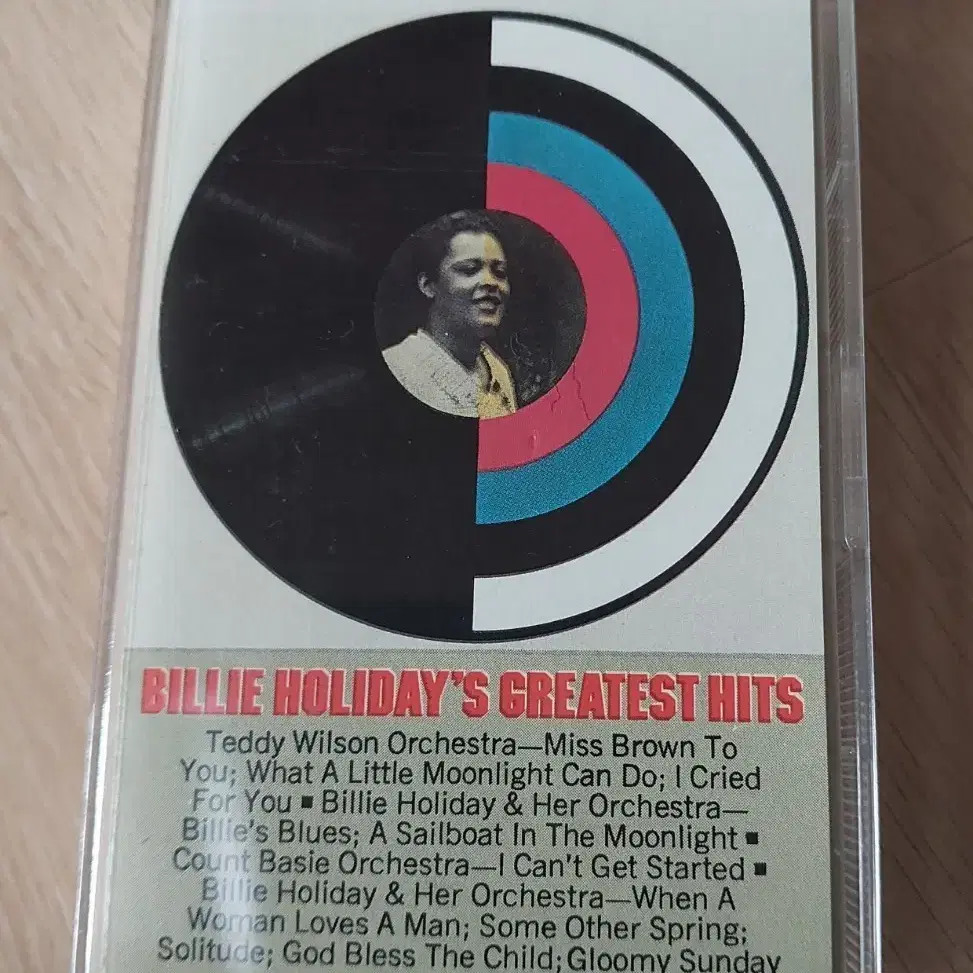 BILLIE HOLIDAY'S GREATEST HITS
Teddy Wilson Orchestra—Miss Brown To
You; What A Little Moonlight Can Do; I Cried
For You ■ Billie Holiday & Her Orchestra—
Billie's Blues; A Sailboat In The Moonlight ■
Count Basie Orchestra—I Can't Get Started ■
Billie Holiday & Her Orchestra—When A
Woman Loves A Man; Some Other Spring;
Solitude; God Bless The Child; Gloomy Sunday